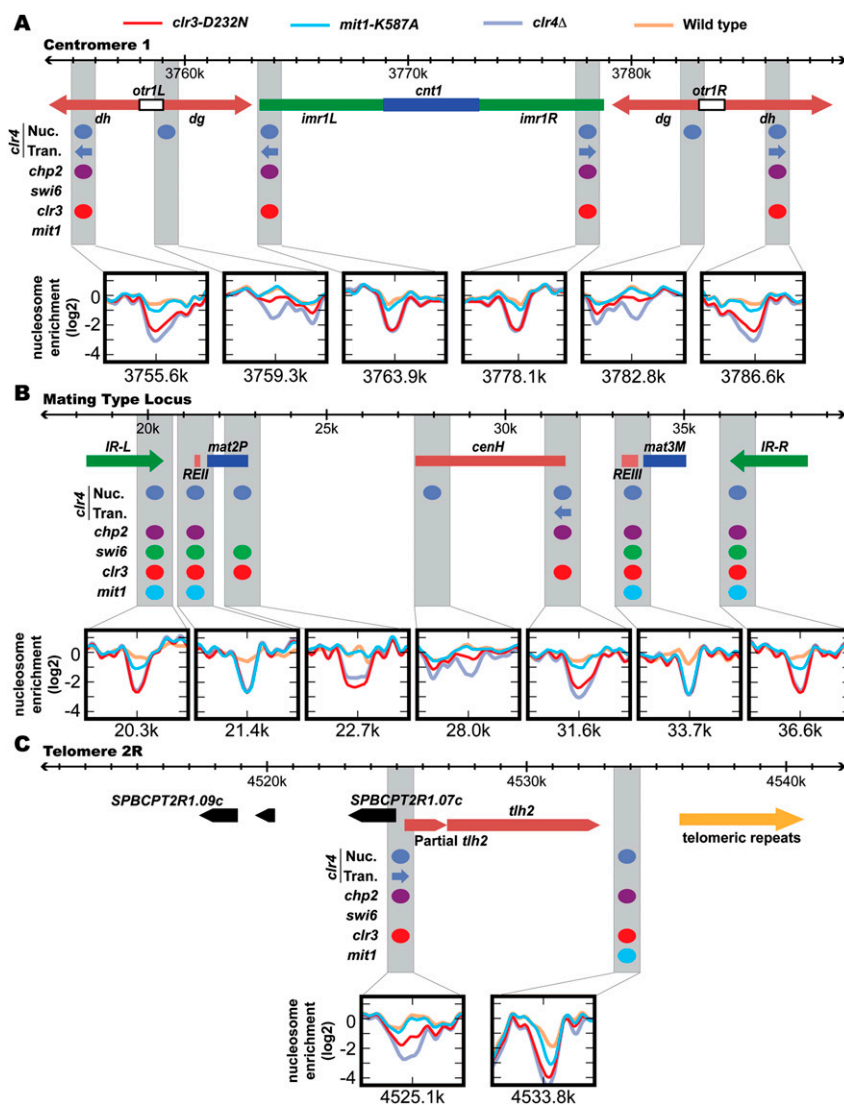 clr3-D232N mit1-K587A clr4Δ Wild type
A
Centromere 1
3760k 3770k 3780k
otr1L cnt1 otr1R
dh dg imr1L imr1R dg dh
clr4
Nuc.
Tran.
chp2
swi6
clr3
mit1
nucleosome
enrichment
(log2)
0
-2
-4
3755.6k 3759.3k 3763.9k 3778.1k 3782.8k 3786.6k
B
Mating Type Locus
20k 25k 30k 35k
IR-L mat2P cenH mat3M IR-R
REII REIII
clr4
Nuc.
Tran.
chp2
swi6
clr3
mit1
nucleosome
enrichment
(log2)
0
-2
-4
20.3k 21.4k 22.7k 28.0k 31.6k 33.7k 36.6k
C
Telomere 2R
4520k 4530k 4540k
SPBCPT2R1.09c SPBCPT2R1.07c tlh2
Partial tlh2 telomeric repeats
clr4
Nuc.
Tran.
chp2
swi6
clr3
mit1
nucleosome
enrichment
(log2)
0
-2
-4
4525.1k 4533.8k